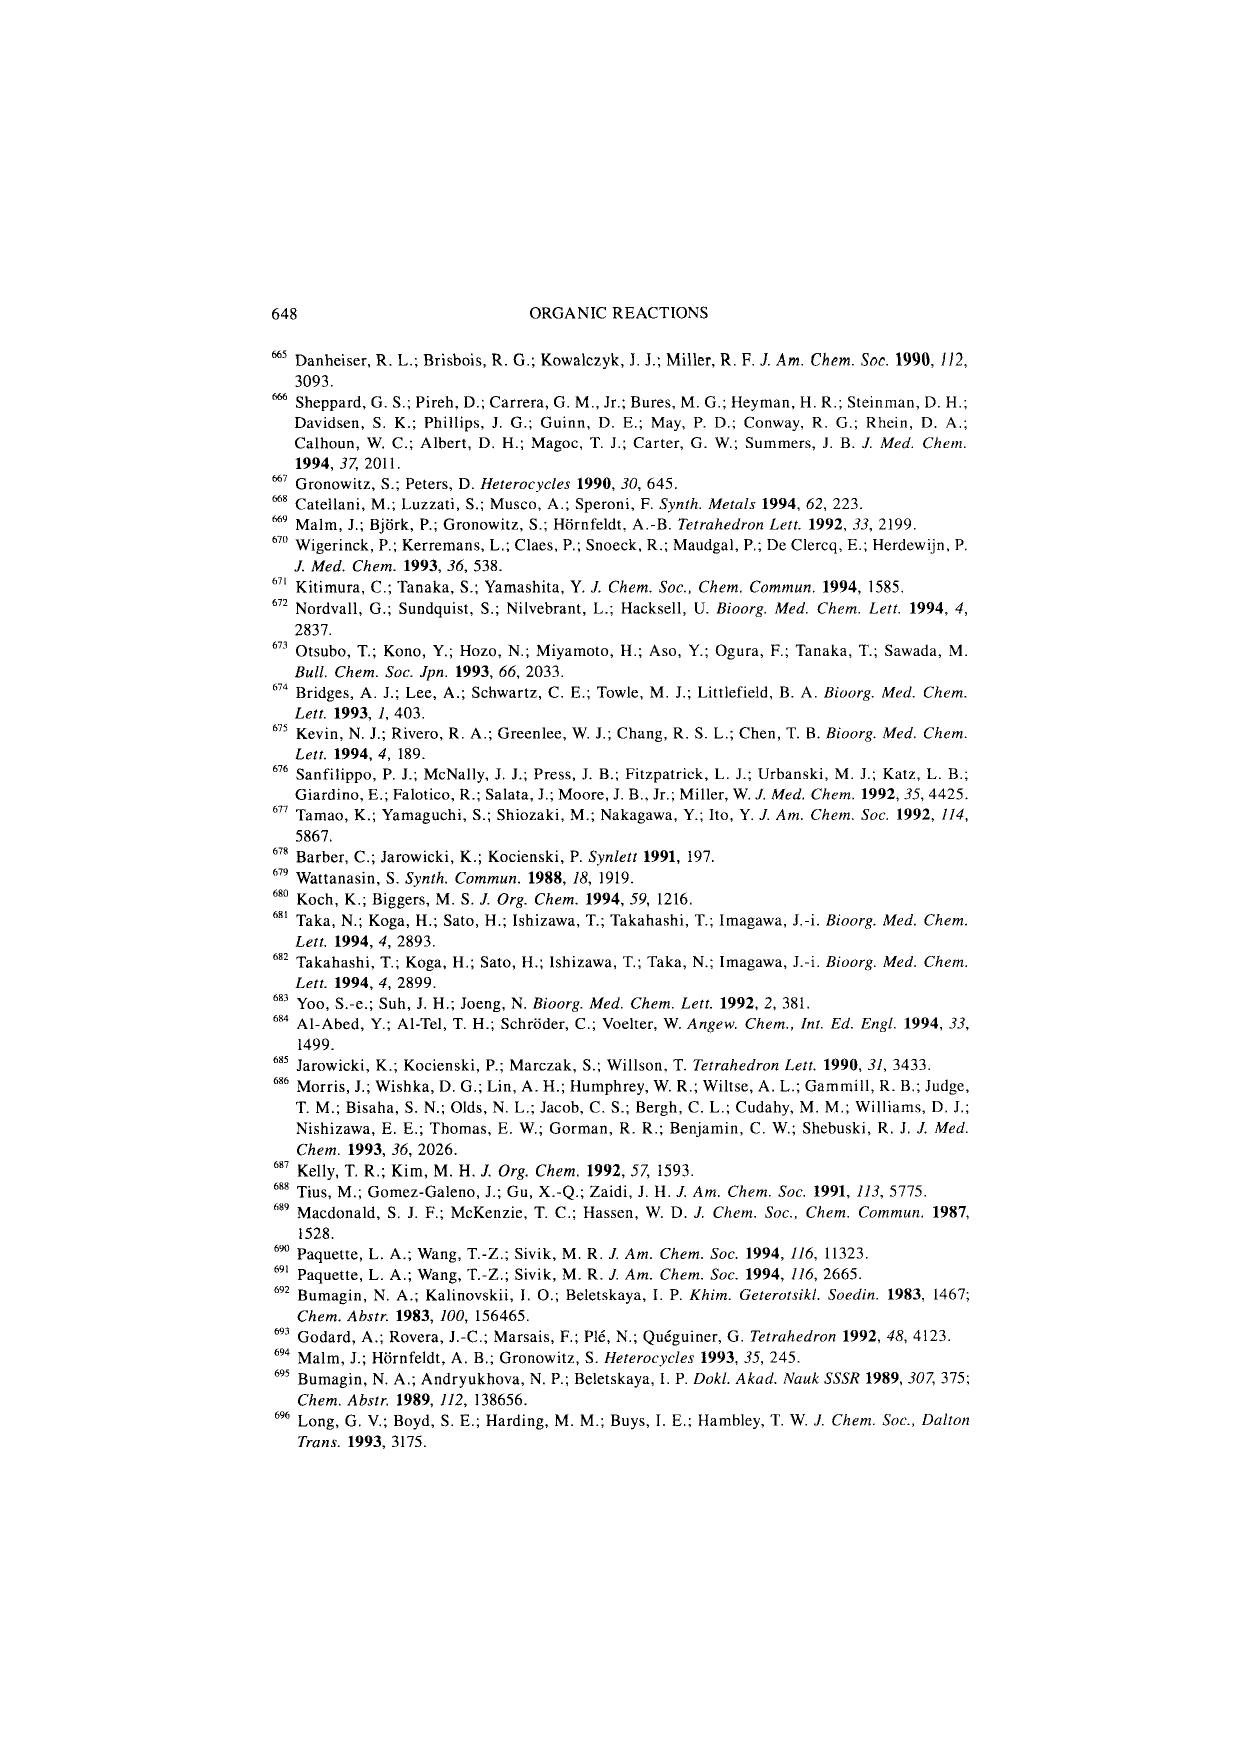 648 ORGANIC REACTIONS
665 Danheiser, R. L.; Brisbois, R. G.; Kowalczyk, J. J.; Miller, R. F. J. Am. Chem. Soc. 1990, 112,
3093.
666 Sheppard, G. S.; Pireh, D.; Carrera, G. M., Jr.; Bures, M. G.; Heyman, H. R.; Steinman, D. H.;
Davidsen, S. K.; Phillips, J. G.; Guinn, D. E.; May, P. D.; Conway, R. G.; Rhein, D. A.;
Calhoun, W. C.; Albert, D. H.; Magoc, T. J.; Carter, G. W.; Summers, J. B. J. Med. Chem.
1994, 37, 2011.
667 Gronowitz, S.; Peters, D. Heterocycles 1990, 30, 645.
668 Catellani, M.; Luzzati, S.; Musco, A.; Speroni, F. Synth. Metals 1994, 62, 223.
669 Malm, J.; Björk, P.; Gronowitz, S.; Hörnfeldt, A.-B. Tetrahedron Lett. 1992, 33, 2199.
670 Wigerinck, P.; Kerremans, L.; Claes, P.; Snoeck, R.; Maudgal, P.; De Clercq, E.; Herdewijn, P.
J. Med. Chem. 1993, 36, 538.
671 Kitimura, C.; Tanaka, S.; Yamashita, Y. J. Chem. Soc., Chem. Commun. 1994, 1585.
672 Nordvall, G.; Sundquist, S.; Nilvebrant, L.; Hacksell, U. Bioorg. Med. Chem. Lett. 1994, 4,
2837.
673 Otsubo, T.; Kono, Y.; Hozo, N.; Miyamoto, H.; Aso, Y.; Ogura, F.; Tanaka, T.; Sawada, M.
Bull. Chem. Soc. Jpn. 1993, 66, 2033.
674 Bridges, A. J.; Lee, A.; Schwartz, C. E.; Towle, M. J.; Littlefield, B. A. Bioorg. Med. Chem.
Lett. 1993, 1, 403.
675 Kevin, N. J.; Rivero, R. A.; Greenlee, W. J.; Chang, R. S. L.; Chen, T. B. Bioorg. Med. Chem.
Lett. 1994, 4, 189.
676 Sanfilippo, P. J.; McNally, J. J.; Press, J. B.; Fitzpatrick, L. J.; Urbanski, M. J.; Katz, L. B.;
Giardino, E.; Falotico, R.; Salata, J.; Moore, J. B., Jr.; Miller, W. J. Med. Chem. 1992, 35, 4425.
677 Tamao, K.; Yamaguchi, S.; Shiozaki, M.; Nakagawa, Y.; Ito, Y. J. Am. Chem. Soc. 1992, 114,
5867.
678 Barber, C.; Jarowicki, K.; Kocienski, P. Synlett 1991, 197.
679 Wattanasin, S. Synth. Commun. 1988, 18, 1919.
680 Koch, K.; Biggers, M. S. J. Org. Chem. 1994, 59, 1216.
681 Taka, N.; Koga, H.; Sato, H.; Ishizawa, T.; Takahashi, T.; Imagawa, J.-i. Bioorg. Med. Chem.
Lett. 1994, 4, 2893.
682 Takahashi, T.; Koga, H.; Sato, H.; Ishizawa, T.; Taka, N.; Imagawa, J.-i. Bioorg. Med. Chem.
Lett. 1994, 4, 2899.
683 Yoo, S.-e.; Suh, J. H.; Joeng, N. Bioorg. Med. Chem. Lett. 1992, 2, 381.
684 Al-Abed, Y.; Al-Tel, T. H.; Schröder, C.; Voelter, W. Angew. Chem., Int. Ed. Engl. 1994, 33,
1499.
685 Jarowicki, K.; Kocienski, P.; Marczak, S.; Willson, T. Tetrahedron Lett. 1990, 31, 3433.
686 Morris, J.; Wishka, D. G.; Lin, A. H.; Humphrey, W. R.; Wiltse, A. L.; Gammill, R. B.; Judge,
T. M.; Bisaha, S. N.; Olds, N. L.; Jacob, C. S.; Bergh, C. L.; Cudahy, M. M.; Williams, D. J.;
Nishizawa, E. E.; Thomas, E. W.; Gorman, R. R.; Benjamin, C. W.; Shebuski, R. J. J. Med.
Chem. 1993, 36, 2026.
687 Kelly, T. R.; Kim, M. H. J. Org. Chem. 1992, 57, 1593.
688 Tius, M.; Gomez-Galeno, J.; Gu, X.-Q.; Zaidi, J. H. J. Am. Chem. Soc. 1991, 113, 5775.
689 Macdonald, S. J. F.; McKenzie, T. C.; Hassen, W. D. J. Chem. Soc., Chem. Commun. 1987,
1528.
690 Paquette, L. A.; Wang, T.-Z.; Sivik, M. R. J. Am. Chem. Soc. 1994, 116, 11323.
691 Paquette, L. A.; Wang, T.-Z.; Sivik, M. R. J. Am. Chem. Soc. 1994, 116, 2665.
692 Bumagin, N. A.; Kalinovskii, I. O.; Beletskaya, I. P. Khim. Geterotsikl. Soedin. 1983, 1467;
Chem. Abstr. 1983, 100, 156465.
693 Godard, A.; Rovera, J.-C.; Marsais, F.; Plé, N.; Quéguiner, G. Tetrahedron 1992, 48, 4123.
694 Malm, J.; Hörnfeldt, A. B.; Gronowitz, S. Heterocycles 1993, 35, 245.
695 Bumagin, N. A.; Andryukhova, N. P.; Beletskaya, I. P. Dokl. Akad. Nauk SSSR 1989, 307, 375;
Chem. Abstr. 1989, 112, 138656.
696 Long, G. V.; Boyd, S. E.; Harding, M. M.; Buys, I. E.; Hambley, T. W. J. Chem. Soc., Dalton
Trans. 1993, 3175.